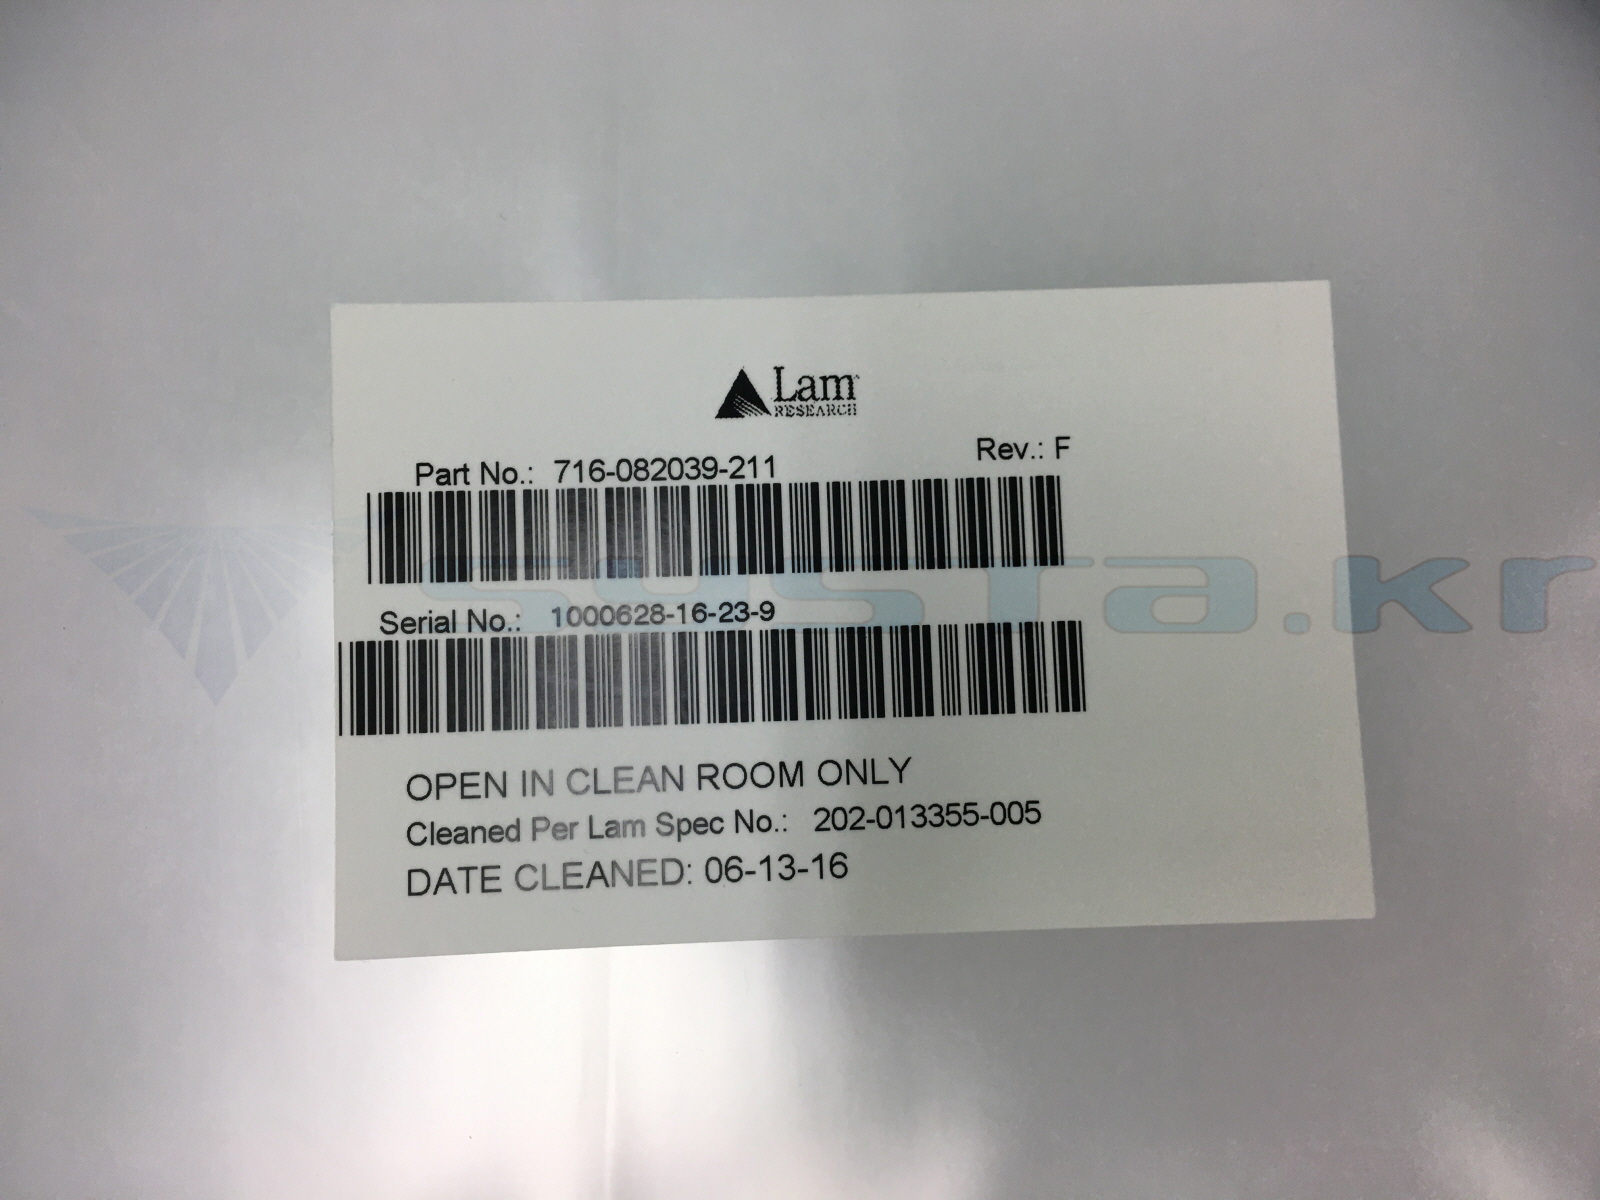 Lam
RESEARCH
Part No.: 716-082039-211 Rev.: F
Serial No.: 1000628-16-23-9
OPEN IN CLEAN ROOM ONLY
Cleaned Per Lam Spec No.: 202-013355-005
DATE CLEANED: 06-13-16
systa.kr